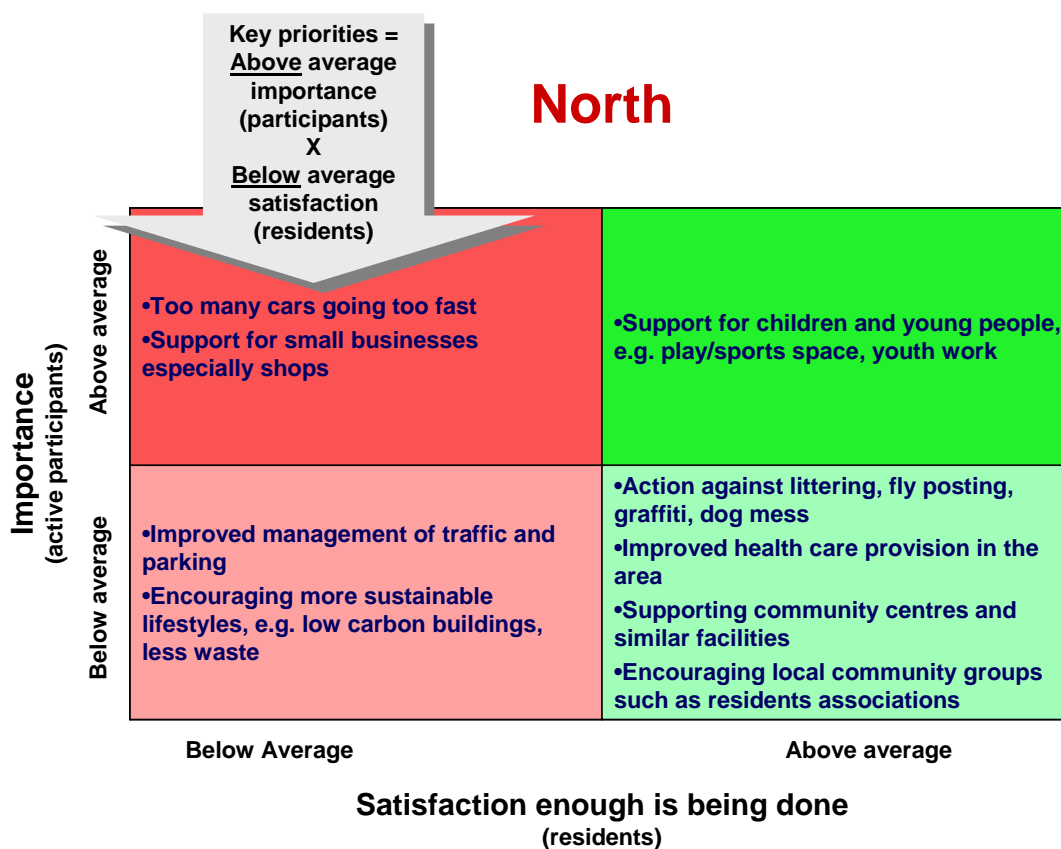 Key priorities =
Above average
importance
(participants)
X
Below average
satisfaction
(residents)
North
Importance
(active participants)
Above average
•Too many cars going too fast
•Support for small businesses
especially shops
•Support for children and young people,
e.g. play/sports space, youth work
Below average
•Improved management of traffic and
parking
•Encouraging more sustainable
lifestyles, e.g. low carbon buildings,
less waste
•Action against littering, fly posting,
graffiti, dog mess
•Improved health care provision in the
area
•Supporting community centres and
similar facilities
•Encouraging local community groups
such as residents associations
Below Average
Above average
Satisfaction enough is being done
(residents)